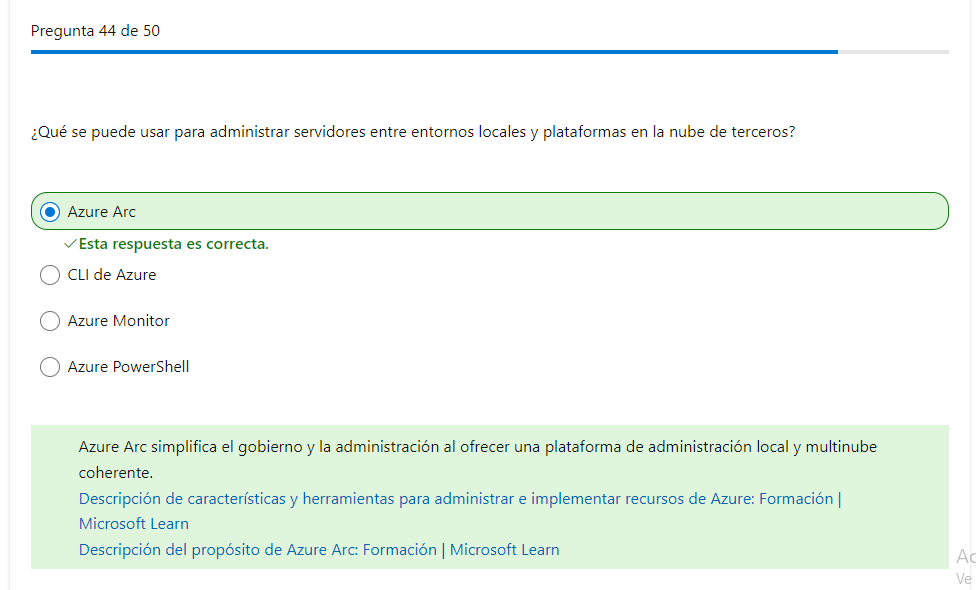 Pregunta 44 de 50
¿Qué se puede usar para administrar servidores entre entornos locales y plataformas en la nube de terceros?
Azure Arc
✓Esta respuesta es correcta.
CLI de Azure
Azure Monitor
Azure PowerShell
Azure Arc simplifica el gobierno y la administración al ofrecer una plataforma de administración local y multinube
coherente.
Descripción de características y herramientas para administrar e implementar recursos de Azure: Formación |
Microsoft Learn
Descripción del propósito de Azure Arc: Formación | Microsoft Learn
Ac
Ve